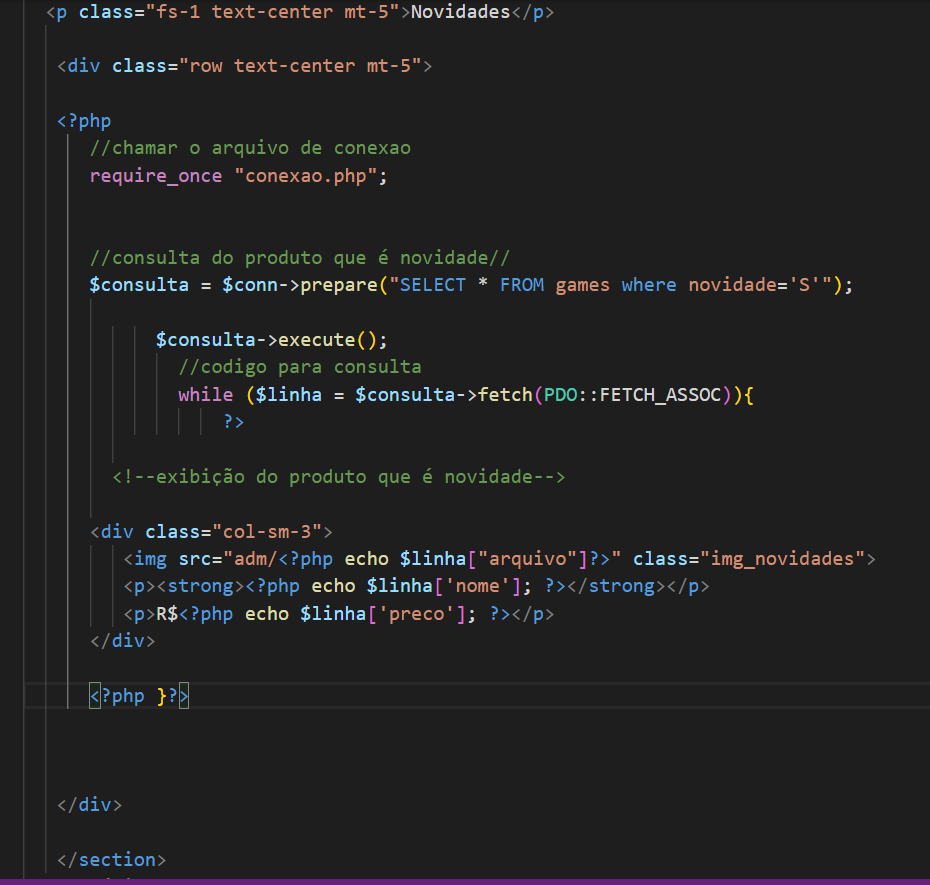 <p class="fs-1 text-center mt-5">Novidades</p>
<div class="row text-center mt-5">
<?php
//chamar o arquivo de conexao
require_once "conexao.php";
//consulta do produto que é novidade//
$consulta = $conn->prepare("SELECT * FROM games where novidade='S'");
$consulta->execute();
//codigo para consulta
while ($linha = $consulta->fetch(PDO::FETCH_ASSOC)){
?>
<!--exibição do produto que é novidade-->
<div class="col-sm-3">
<img src="adm/<?php echo $linha["arquivo"]?>" class="img_novidades">
<p><strong><?php echo $linha['nome']; ?></strong></p>
<p>R$<?php echo $linha['preco']; ?></p>
</div>
<?php }?>
</div>
</section>